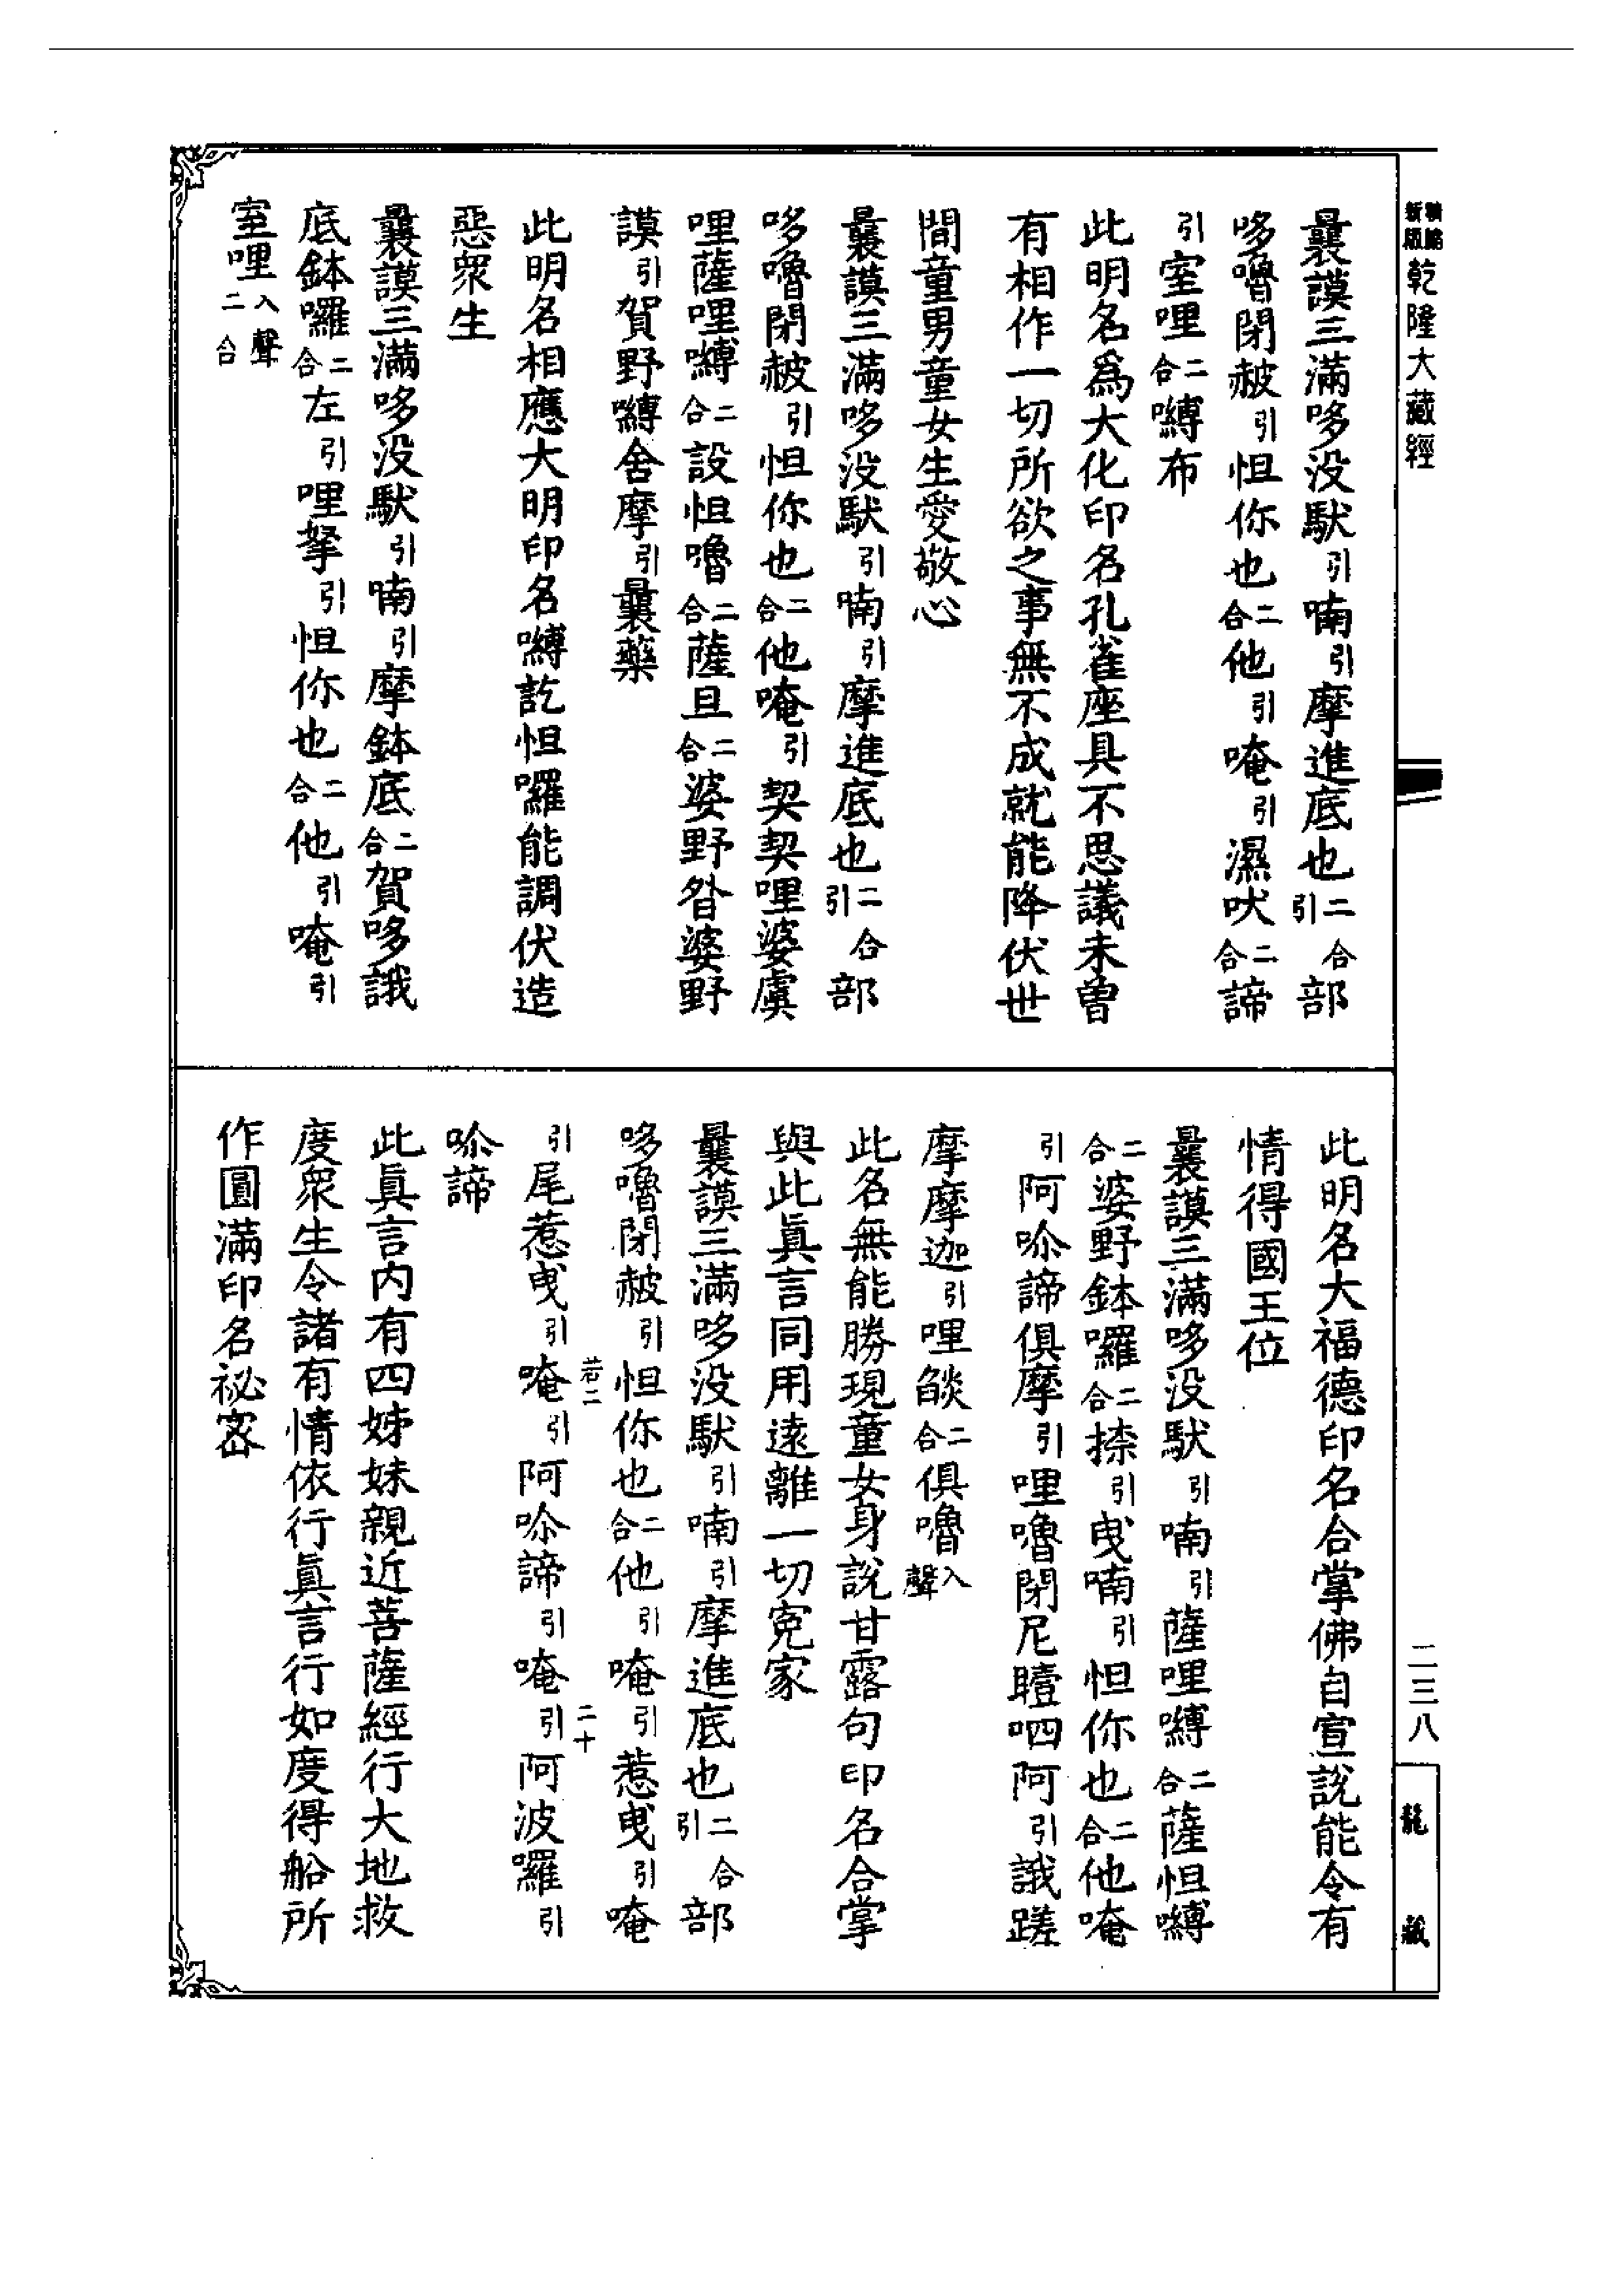 乾隆大藏經
曩謨三滿哆没馱引喃引摩進底也二合引部
哆嚕閉赦引怛你也二合他引唵引濕吠二合諦
引室哩二合嚩布
此明名爲大化印名孔雀座具不思議未曾
有相作一切所欲之事無不成就能降伏世
間童男童女生愛敬心
曩謨三滿哆没馱引喃引摩進底也二合引部
哆嚕閉赦引怛你也二合他唵引契契哩婆虞
哩薩哩嚩二合設怛嚕二合薩且二合婆野昝婆野
謨引賀野嚩舍摩引曩藥
此明名相應大明印名嚩訖怛囉能調伏造
惡衆生
曩謨三滿哆没馱引喃引摩鉢底二合賀哆誐
底鉢囉二合左引哩拏引怛你也二合他引唵引
室哩入聲二合
此明名大福德印名合掌佛自宣說能令有
情得國王位
曩謨三滿哆没馱引喃引薩哩嚩二合薩怛嚩
二合婆野鉢囉二合捺引曳喃引怛你也二合他唵
引阿尒諦俱摩引哩嚕閉尼曀呬阿引誐蹉
摩摩迦引哩燄二合俱嚕入聲
此名無能勝現童女身說甘露句印名合掌
與此眞言同用遠離一切寃家
曩謨三滿哆没馱引喃引摩進底也二合引部
哆嚕閉赦引怛你也二合他引唵引惹曳引唵
引尾惹曳引唵引阿尒諦引唵引阿波囉引
若二
二十
尒諦
此眞言内有四姊妹親近菩薩經行大地救
度衆生令諸有情依行眞言行如度得船所
作圓滿印名祕密
二三八
龍藏